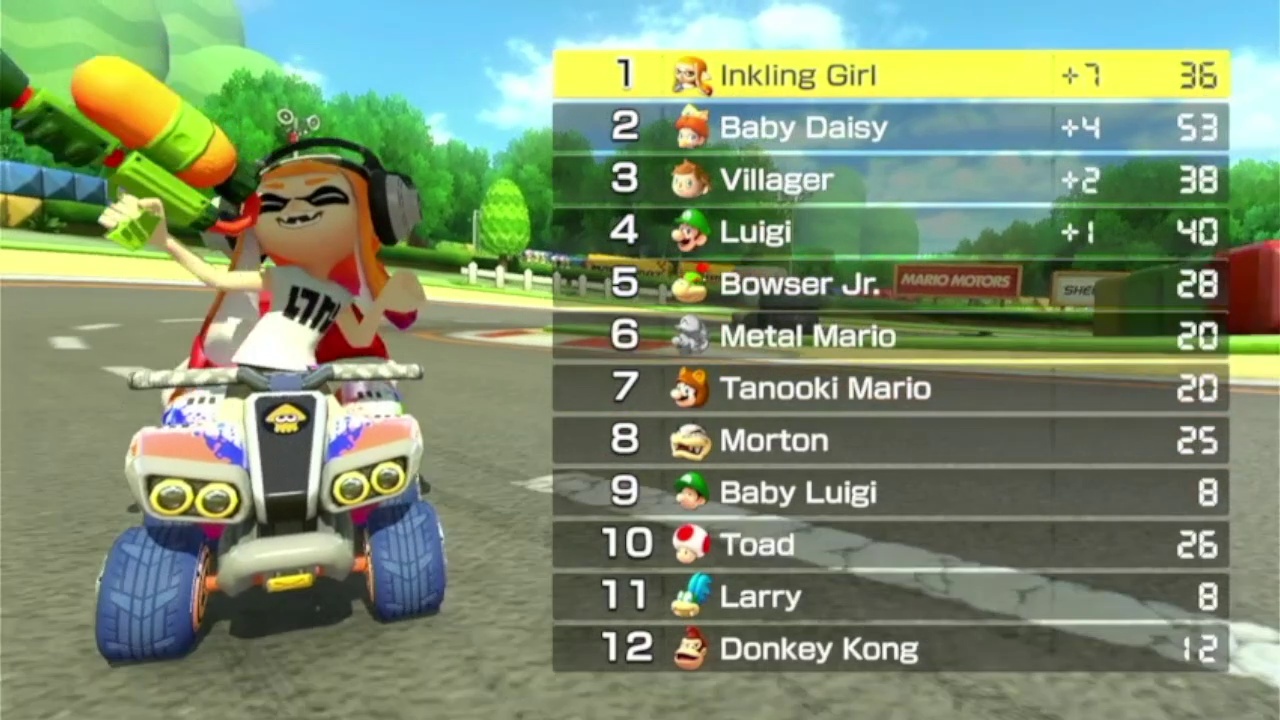 1 Inkling Girl +7 36
2 Baby Daisy +4 53
3 Villager +2 38
4 Luigi +1 40
5 Bowser Jr. 28
MARIO MOTORS
6 Metal Mario 20
7 Tanooki Mario 20
8 Morton 25
9 Baby Luigi 8
10 Toad 26
11 Larry 8
12 Donkey Kong 12